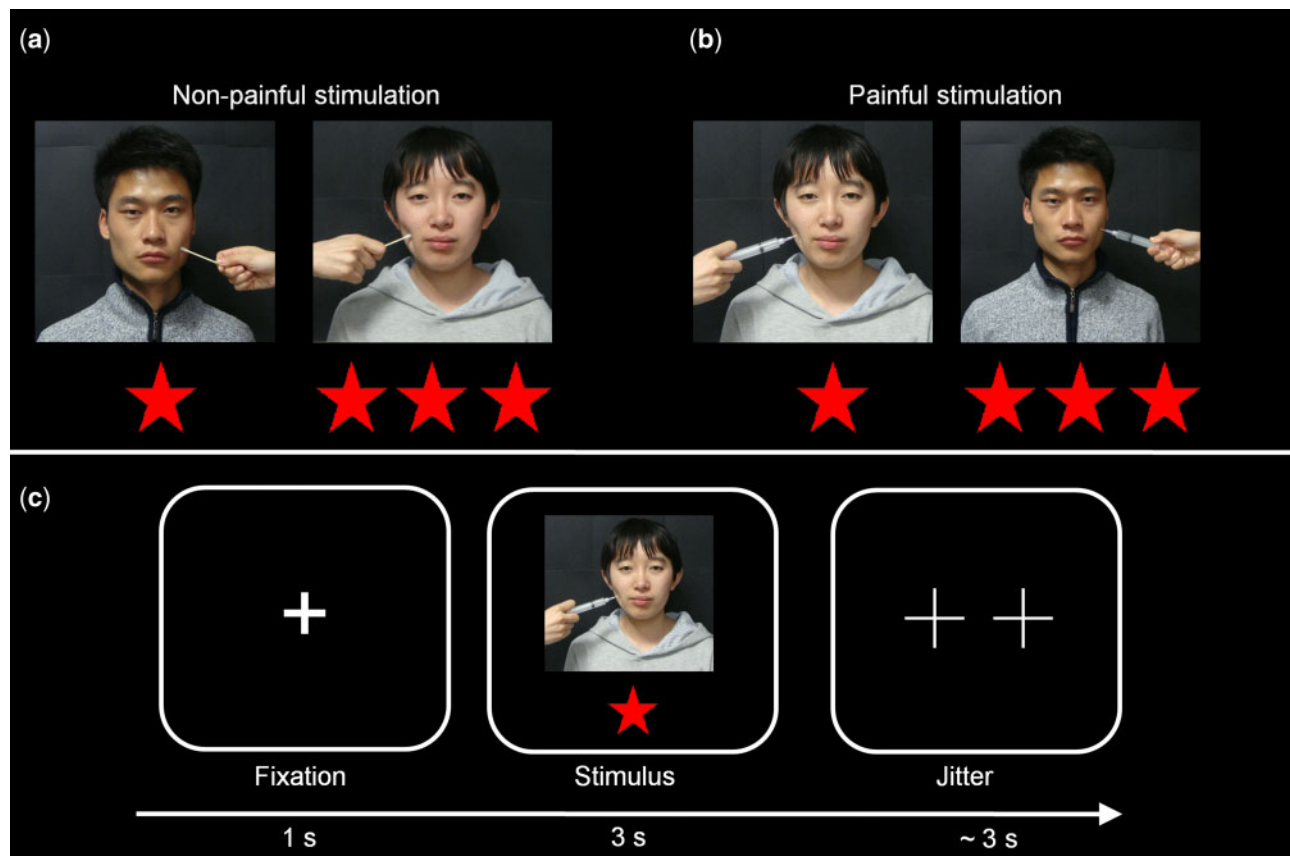 (a)
(b)
Non-painful stimulation
Painful stimulation
(c)
Fixation
Stimulus
Jitter
1 s
3 s
~ 3 s